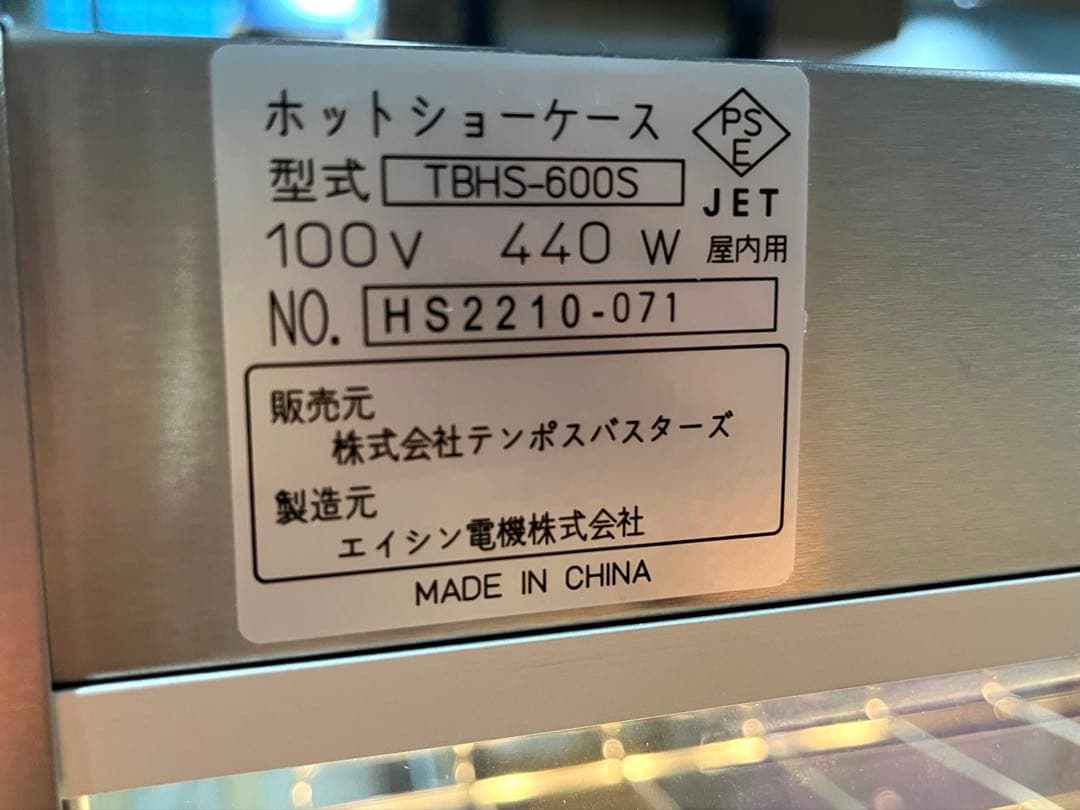 ホットショーケース
PS
E
JET
型式 TBHS-600S
100V 440W 屋内用
NO. HS2210-071
販売元
株式会社テンポスバスターズ
製造元
エイシン電機株式会社
MADE IN CHINA